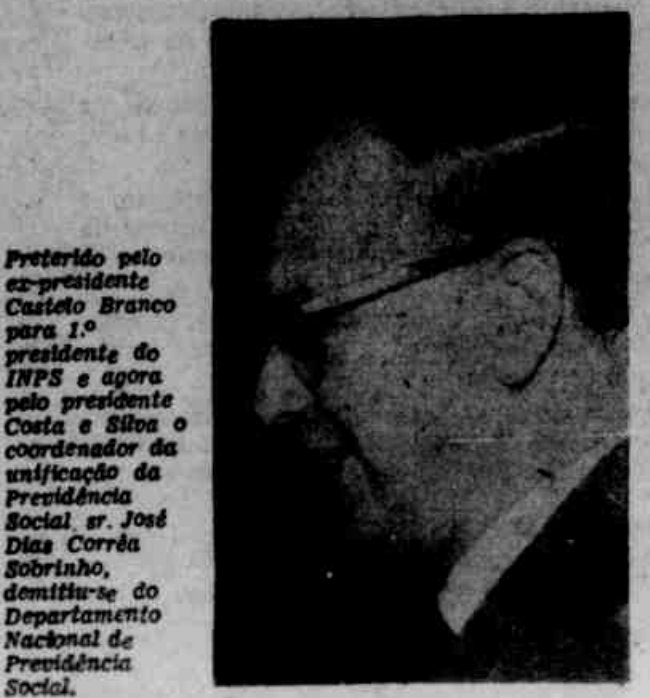 Preterido pelo
ex-presidente
Castelo Branco
para 1.º
presidente do
INPS e agora
pelo presidente
Costa e Silva o
coordenador da
unificação da
Previdência
Social sr. José
Dias Corrêa
Sobrinho,
demitiu-se do
Departamento
Nacional de
Previdência
Social.